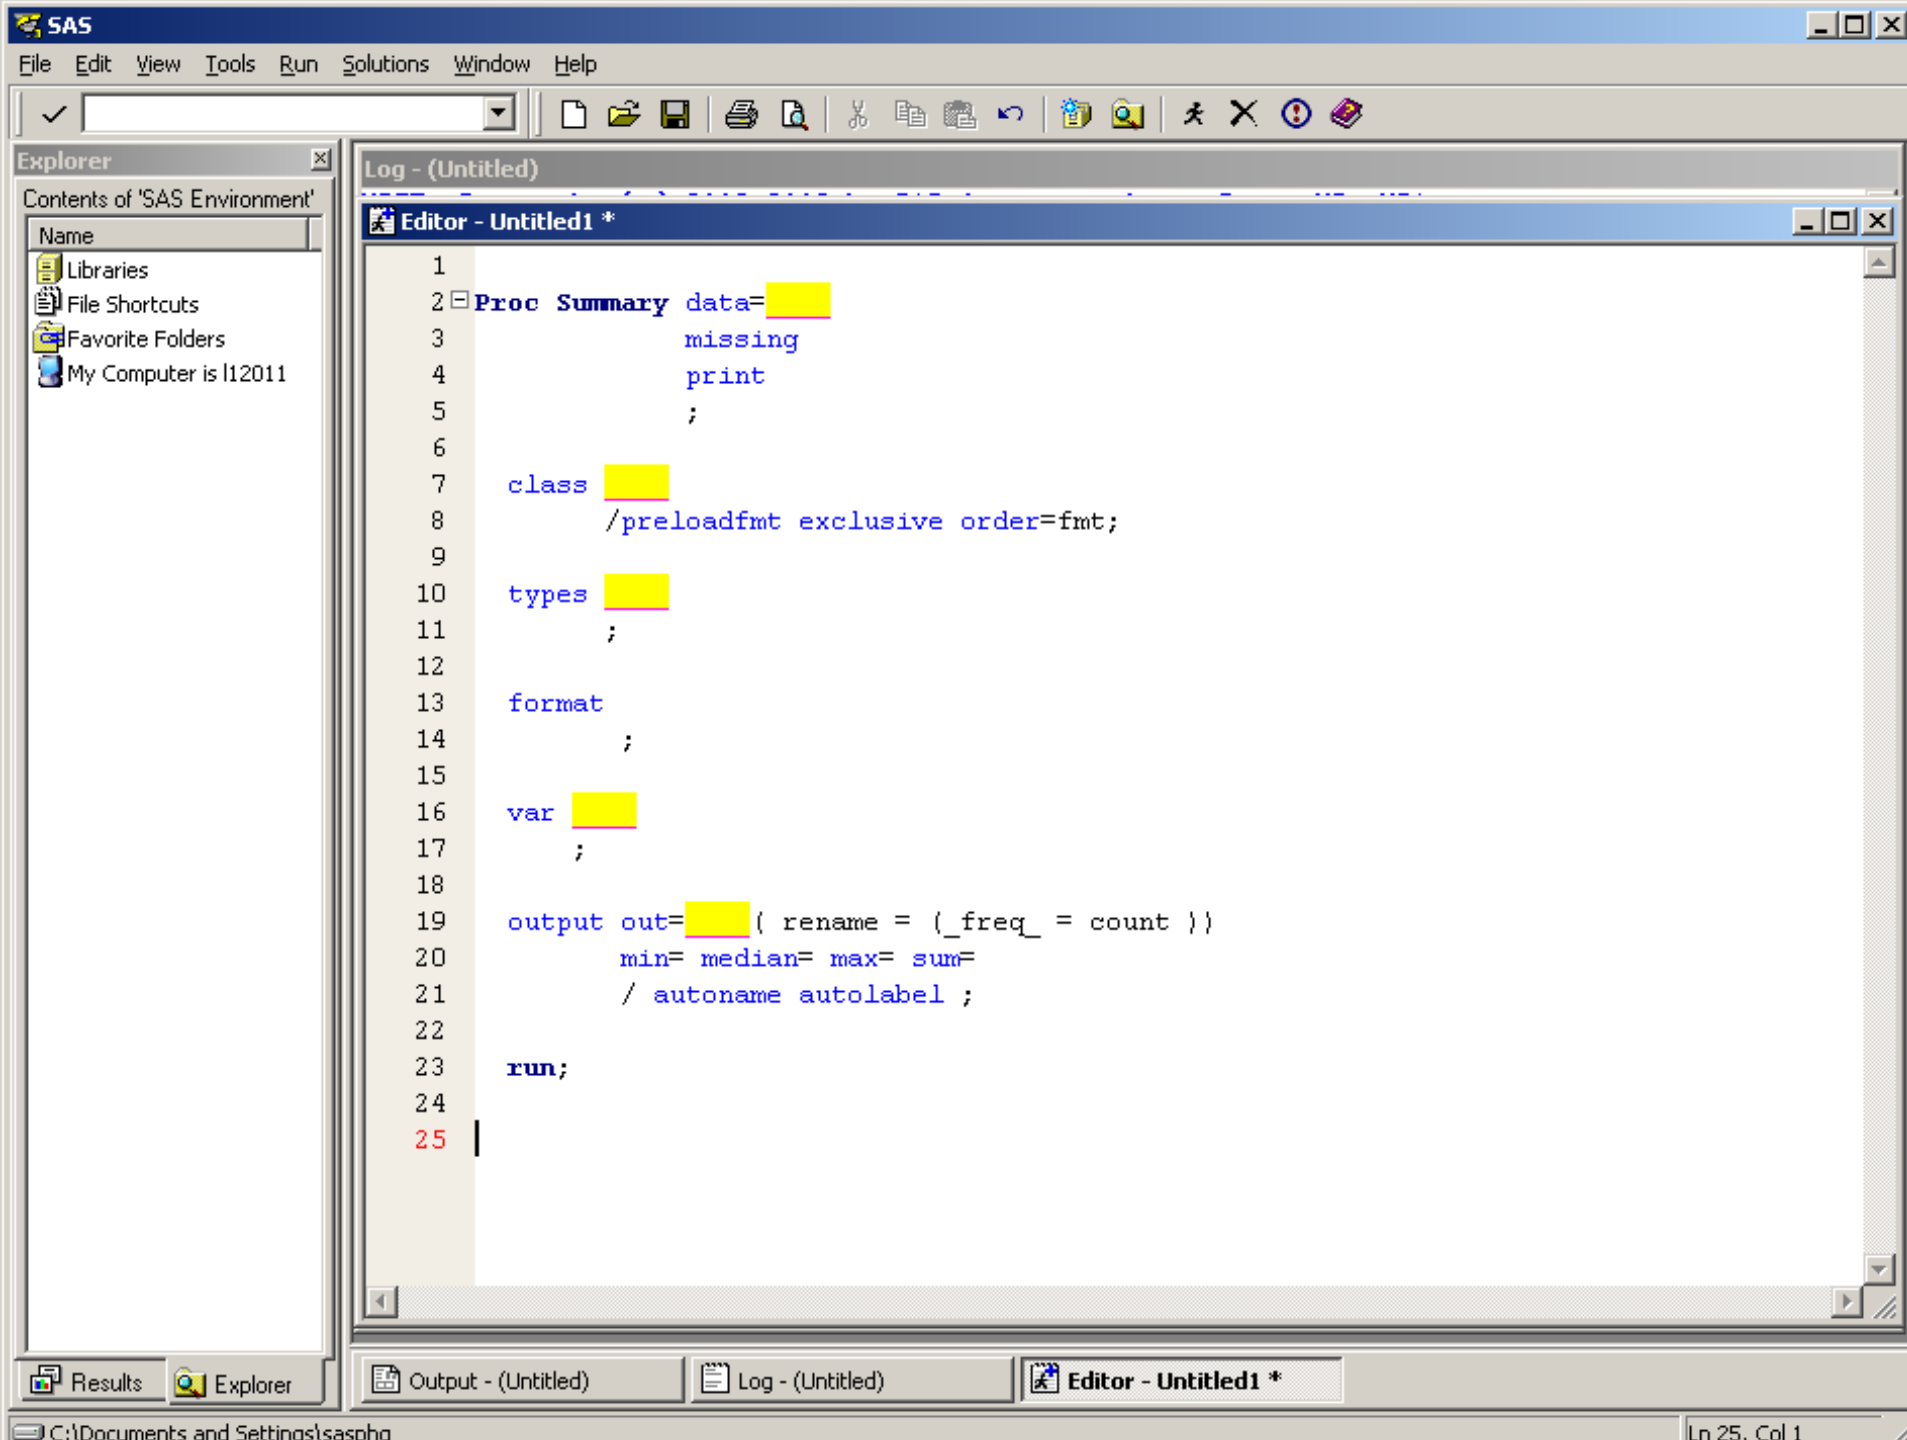 SAS
File Edit View Tools Run Solutions Window Help
Explorer
Contents of 'SAS Environment'
Name
Libraries
File Shortcuts
Favorite Folders
My Computer is l12011
Log - (Untitled)
Editor - Untitled1 *
1
2 Proc Summary data=
3 missing
4 print
5 ;
6
7 class
8 /preloadfmt exclusive order=fmt;
9
10 types
11 ;
12
13 format
14 ;
15
16 var
17 ;
18
19 output out= ( rename = (_freq_ = count ))
20 min= median= max= sum=
21 / autoname autolabel ;
22
23 run;
24
25
Results Explorer
Output - (Untitled) Log - (Untitled) Editor - Untitled1 *
C:\Documents and Settings\sasphg Ln 25, Col 1